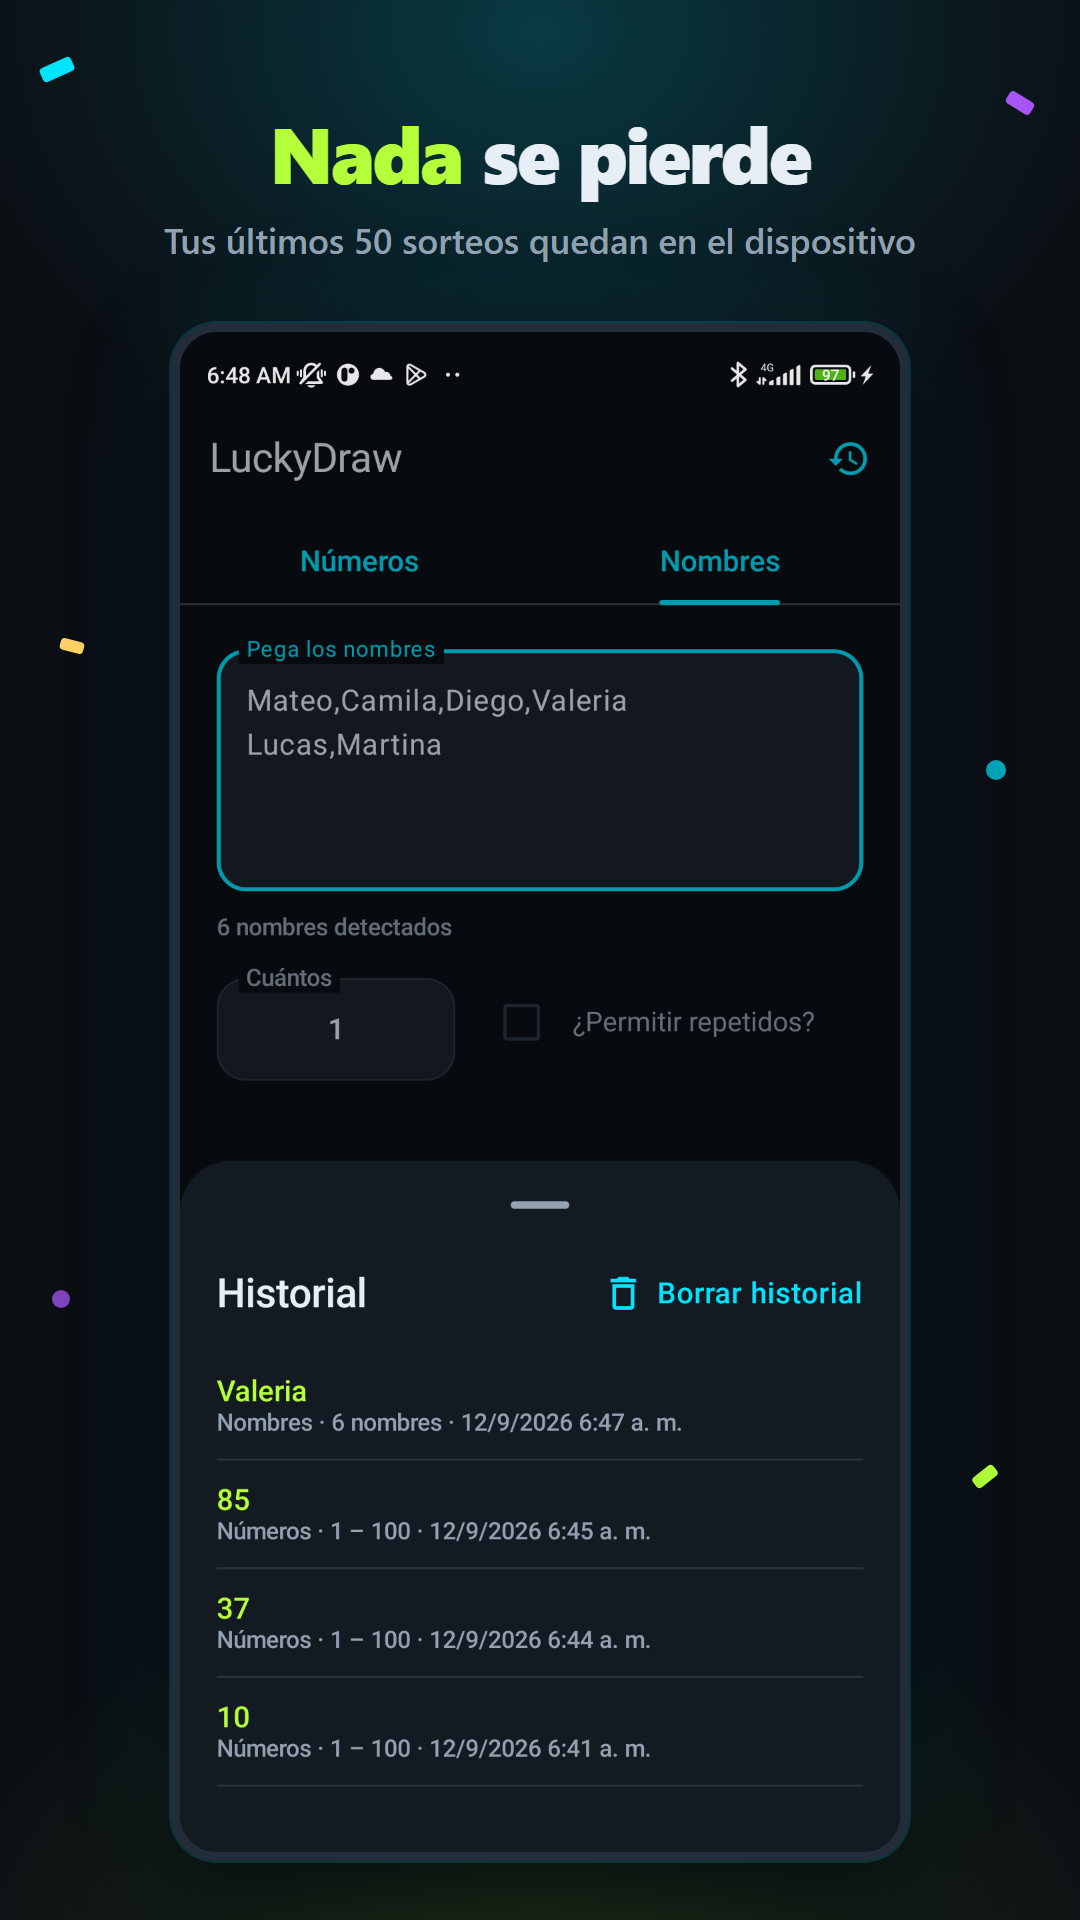 Nada se pierde
Tus últimos 50 sorteos quedan en el dispositivo
6:48 AM
4G
97
LuckyDraw
Números
Nombres
Pega los nombres
Mateo,Camila,Diego,Valeria
Lucas,Martina
6 nombres detectados
Cuántos
1
¿Permitir repetidos?
Historial
Borrar historial
Valeria
Nombres · 6 nombres · 12/9/2026 6:47 a. m.
85
Números · 1 – 100 · 12/9/2026 6:45 a. m.
37
Números · 1 – 100 · 12/9/2026 6:44 a. m.
10
Números · 1 – 100 · 12/9/2026 6:41 a. m.